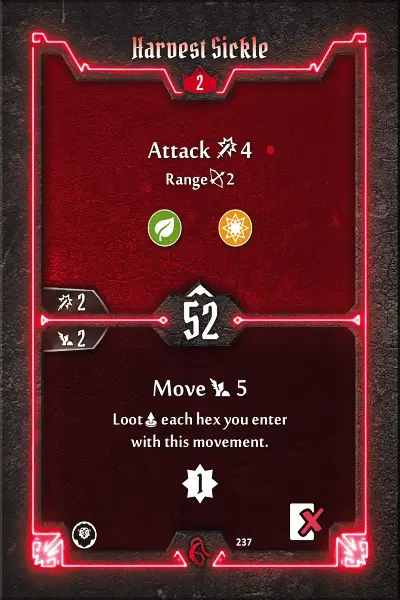 Harvest Sickle
2
Attack 4
Range 2
2
52
2
Move 5
Loot each hex you enter
with this movement.
1
237